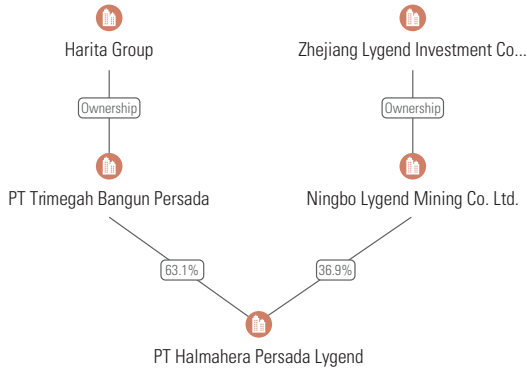 Harita Group
Zhejiang Lygend Investment Co...
Ownership
Ownership
PT Trimegah Bangun Persada
Ningbo Lygend Mining Co. Ltd.
63.1%
36.9%
PT Halmahera Persada Lygend